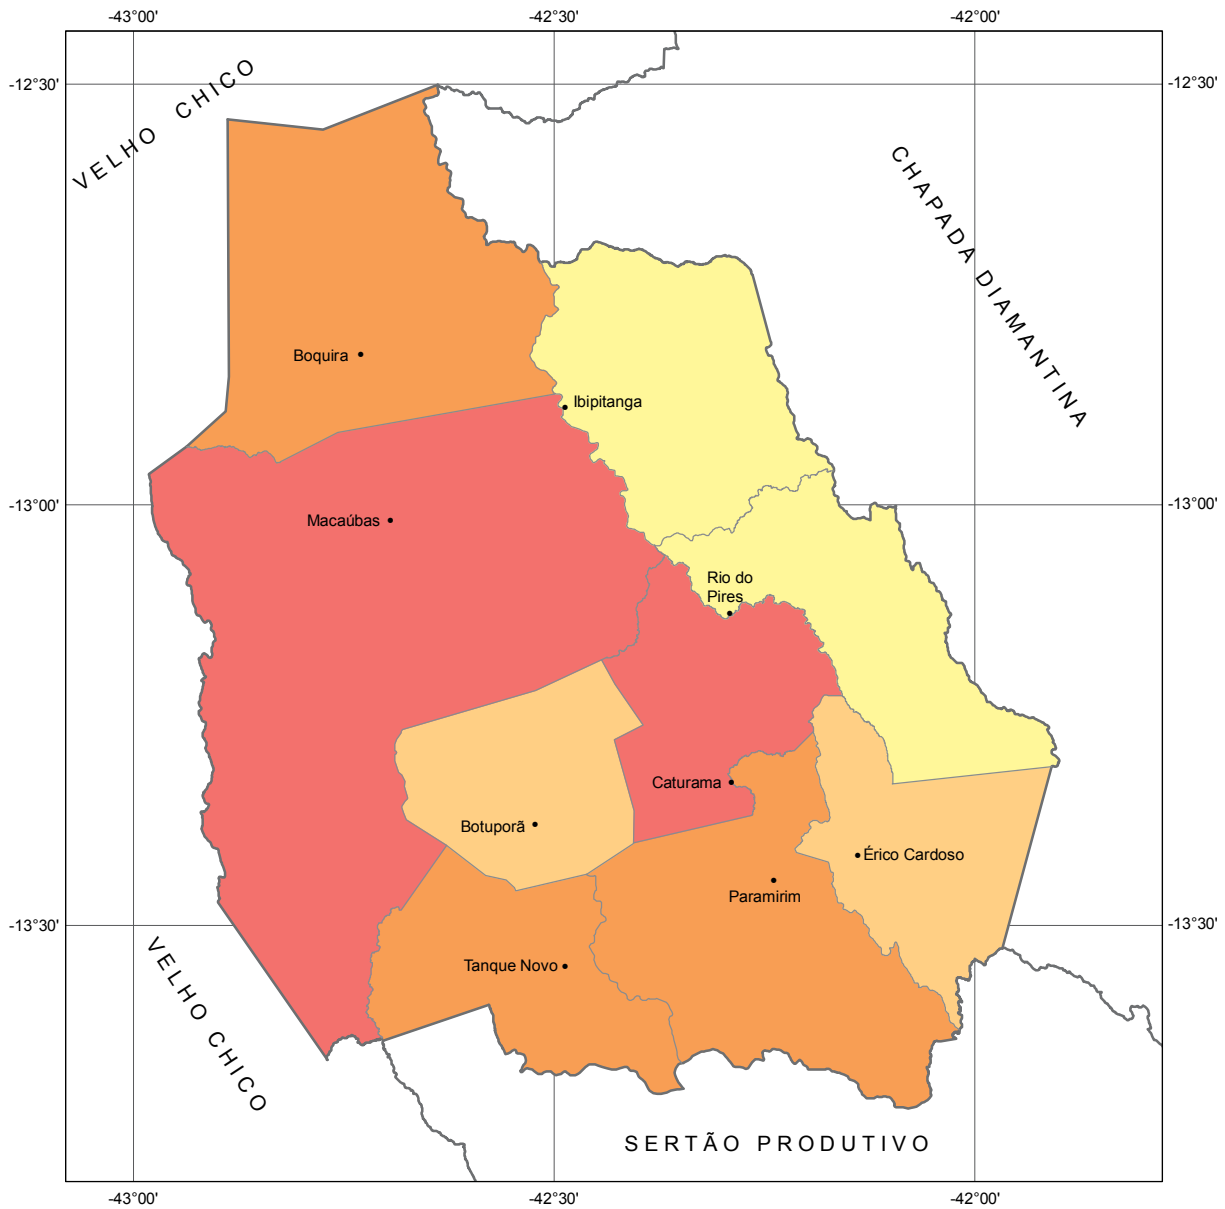 -43°00'
-42°30'
-42°00'
-12°30'
-12°30'
VELHO CHICO
CHAPADA DIAMANTINA
Boquira
Ibipitanga
-13°00'
-13°00'
Macaúbas
Rio do
Pires
Caturama
Botuporã
Érico Cardoso
Paramirim
-13°30'
-13°30'
Tanque Novo
VELHO CHICO
SERTÃO PRODUTIVO
-43°00'
-42°30'
-42°00'